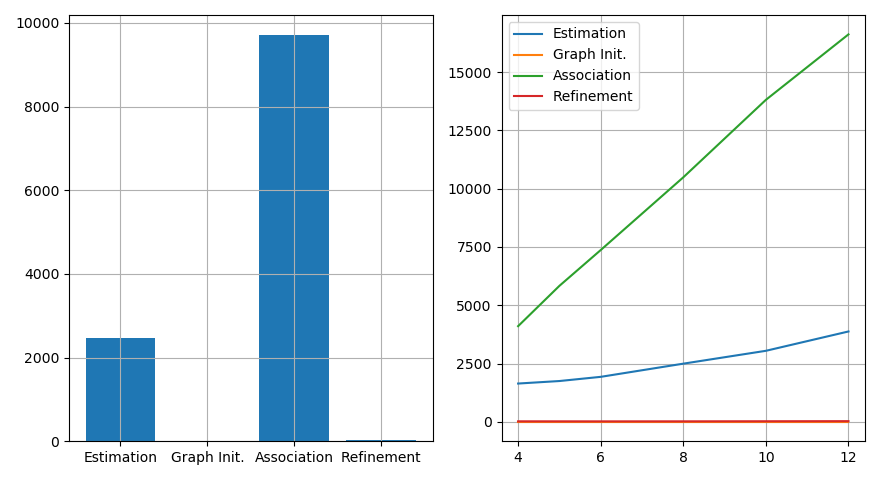 10000
8000
6000
4000
2000
0
Estimation
Graph Init.
Association
Refinement
Estimation
Graph Init.
Association
Refinement
15000
12500
10000
7500
5000
2500
0
4
6
8
10
12